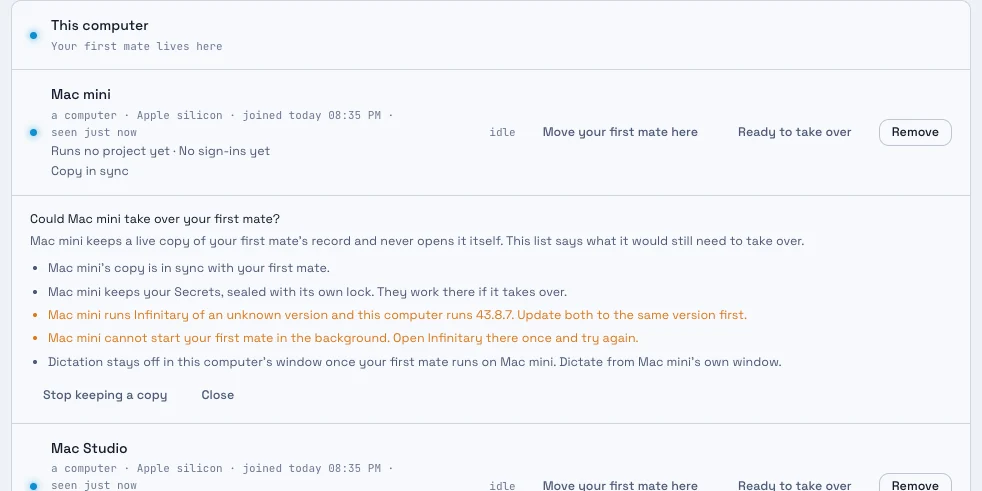 This computer
Your first mate lives here
Mac mini
a computer · Apple silicon · joined today 08:35 PM ·
seen just now
Runs no project yet · No sign-ins yet
Copy in sync
idle
Move your first mate here
Ready to take over
Remove
Could Mac mini take over your first mate?
Mac mini keeps a live copy of your first mate's record and never opens it itself. This list says what it would still need to take over.
• Mac mini's copy is in sync with your first mate.
• Mac mini keeps your Secrets, sealed with its own lock. They work there if it takes over.
• Mac mini runs Infinitary of an unknown version and this computer runs 43.8.7. Update both to the same version first.
• Mac mini cannot start your first mate in the background. Open Infinitary there once and try again.
• Dictation stays off in this computer's window once your first mate runs on Mac mini. Dictate from Mac mini's own window.
Stop keeping a copy
Close
Mac Studio
a computer · Apple silicon · joined today 08:35 PM ·
seen just now
idle
Move your first mate here
Ready to take over
Remove